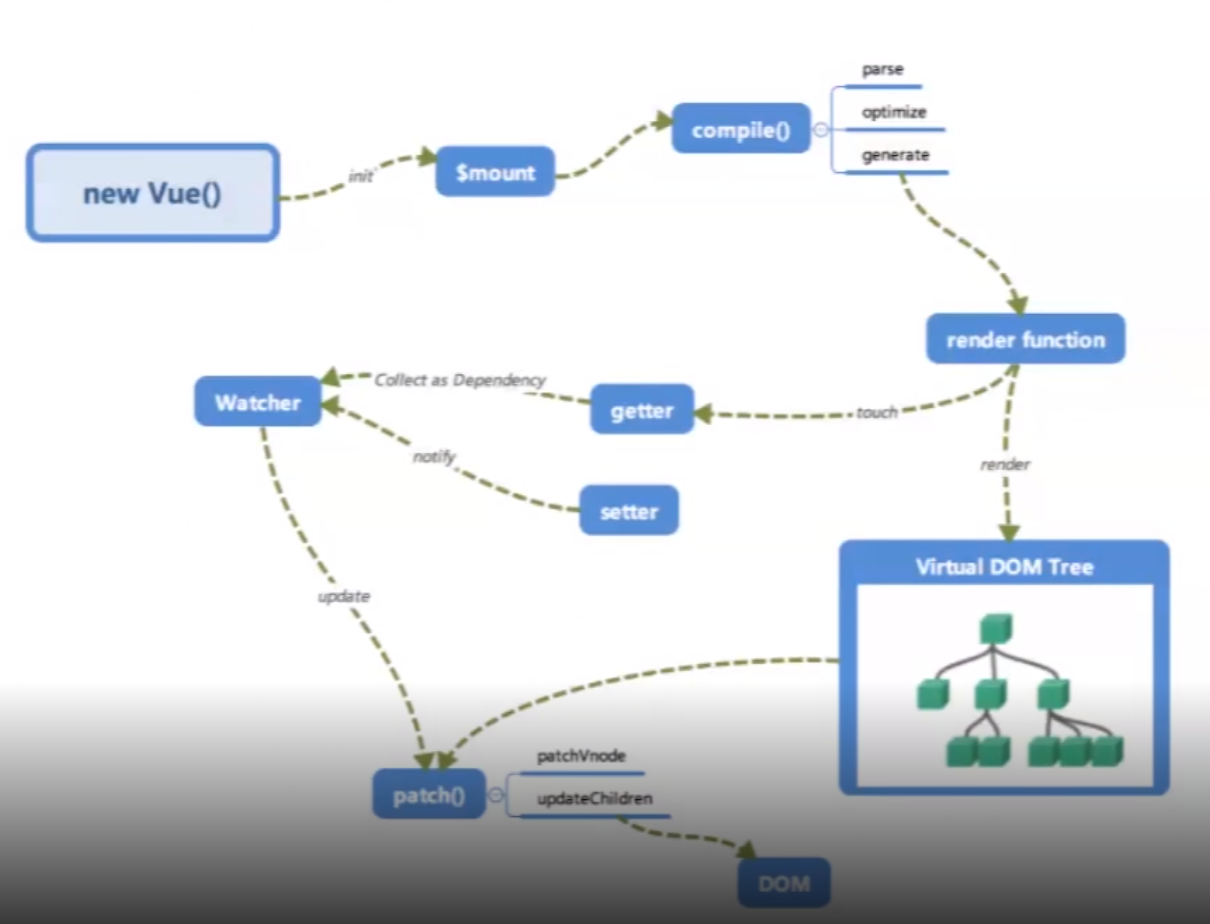 parse
optimize
compile()
generate
new Vue()
init
$mount
render function
Collect as Dependency
Watcher
getter
touch
notify
render
setter
Virtual DOM Tree
update
patchVnode
patch()
updateChildren
DOM